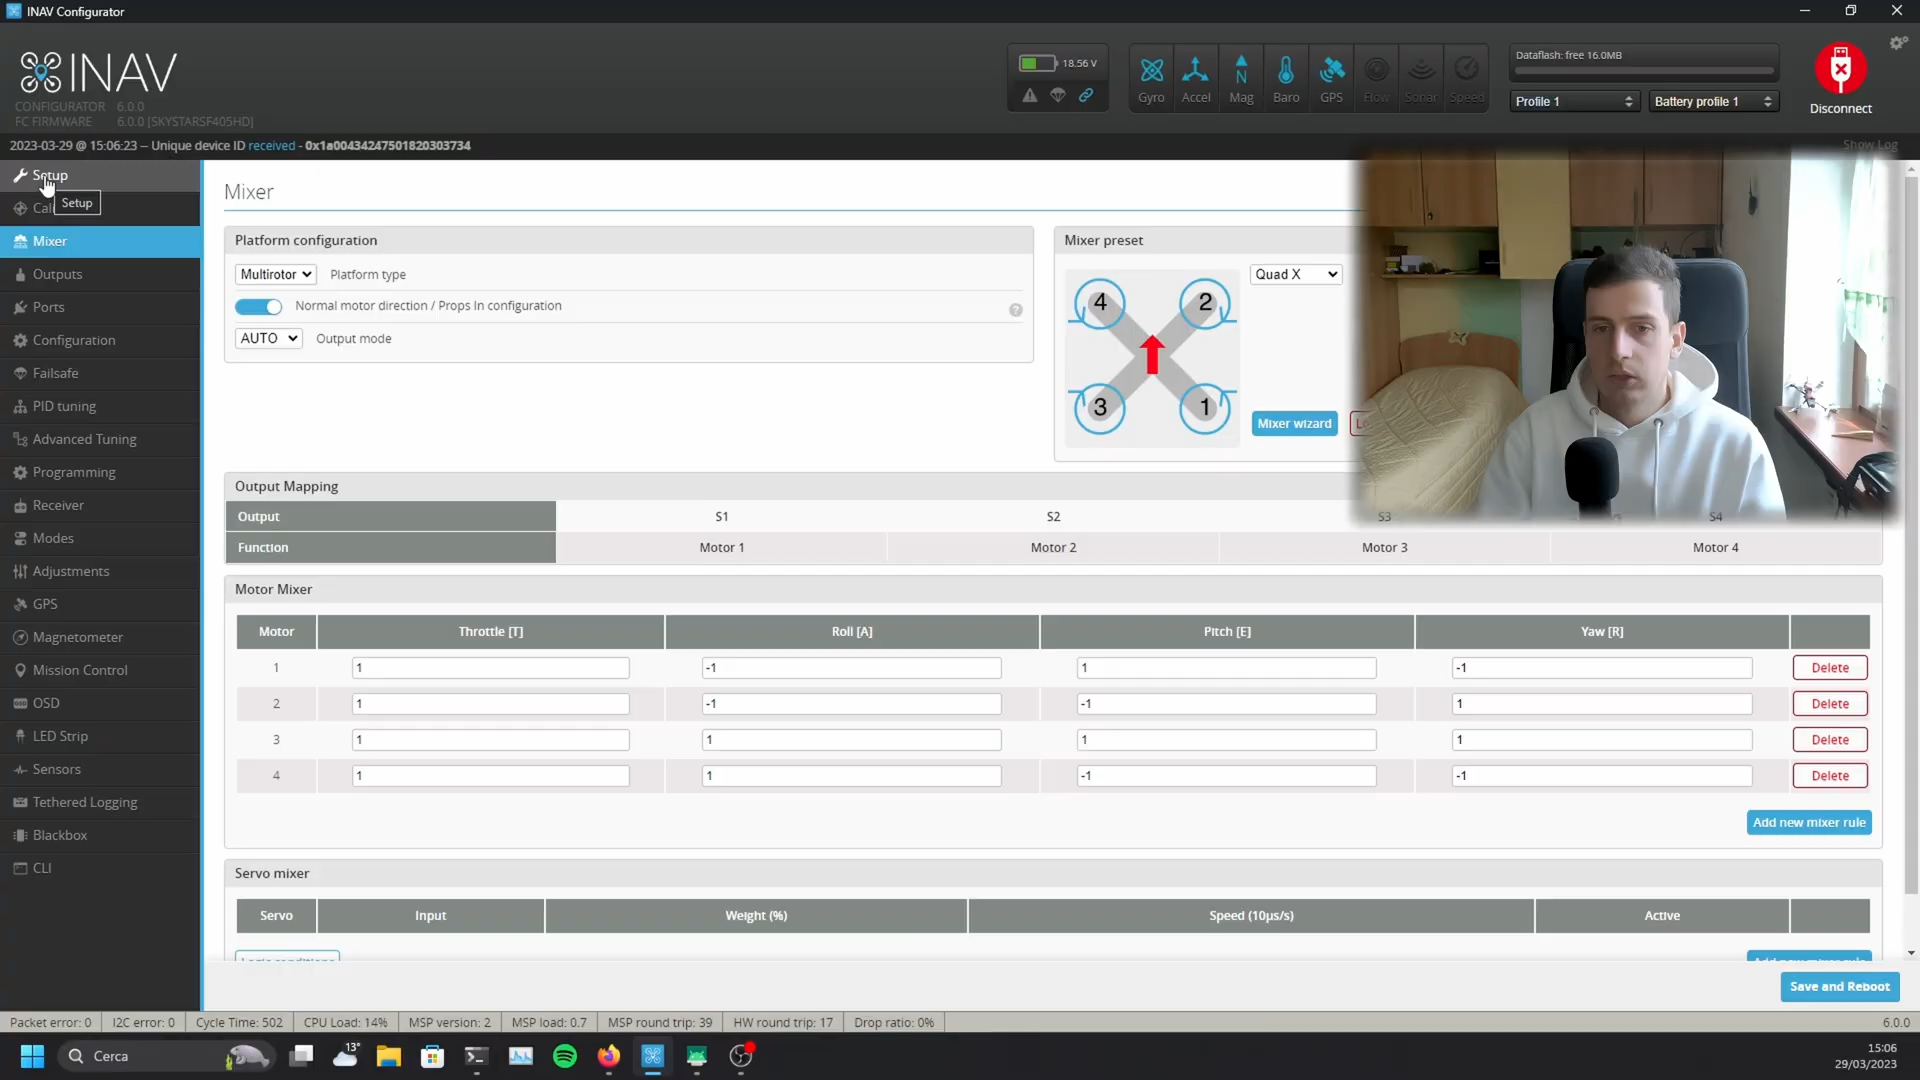 INAV Configurator
INAV
CONFIGURATOR 6.0.0
FC FIRMWARE 6.0.0 [SKYSTARSF405HD]
18.56 V
Gyro
Accel
Mag
Baro
GPS
Flow
Sonar
Speed
Dataflash: free 16.0MB
Profile 1
Battery profile 1
Disconnect
2023-03-29 @ 15:06:23 -- Unique device ID received - 0x1a00434247501820303734
Show Log
Setup
Setup
Cali
Mixer
Outputs
Ports
Configuration
Failsafe
PID tuning
Advanced Tuning
Programming
Receiver
Modes
Adjustments
GPS
Magnetometer
Mission Control
OSD
LED Strip
Sensors
Tethered Logging
Blackbox
CLI
Mixer
Platform configuration
Multirotor Platform type
Normal motor direction / Props In configuration
?
AUTO Output mode
Mixer preset
4 2
3 1
N
Quad X
Mixer wizard
Output Mapping
Output S1 S2 S3 S4
Function Motor 1 Motor 2 Motor 3 Motor 4
Motor Mixer
Motor Throttle [T] Roll [A] Pitch [E] Yaw [R]
1 1 -1 1 -1 Delete
2 1 -1 -1 1 Delete
3 1 1 1 1 Delete
4 1 1 -1 -1 Delete
Add new mixer rule
Servo mixer
Servo Input Weight (%) Speed (10µs/s) Active
Logic conditions
Add new mixer rule
Save and Reboot
Packet error: 0 I2C error: 0 Cycle Time: 502 CPU Load: 14% MSP version: 2 MSP load: 0.7 MSP round trip: 39 HW round trip: 17 Drop ratio: 0% 6.0.0
Cerca
13°
15:06
29/03/2023